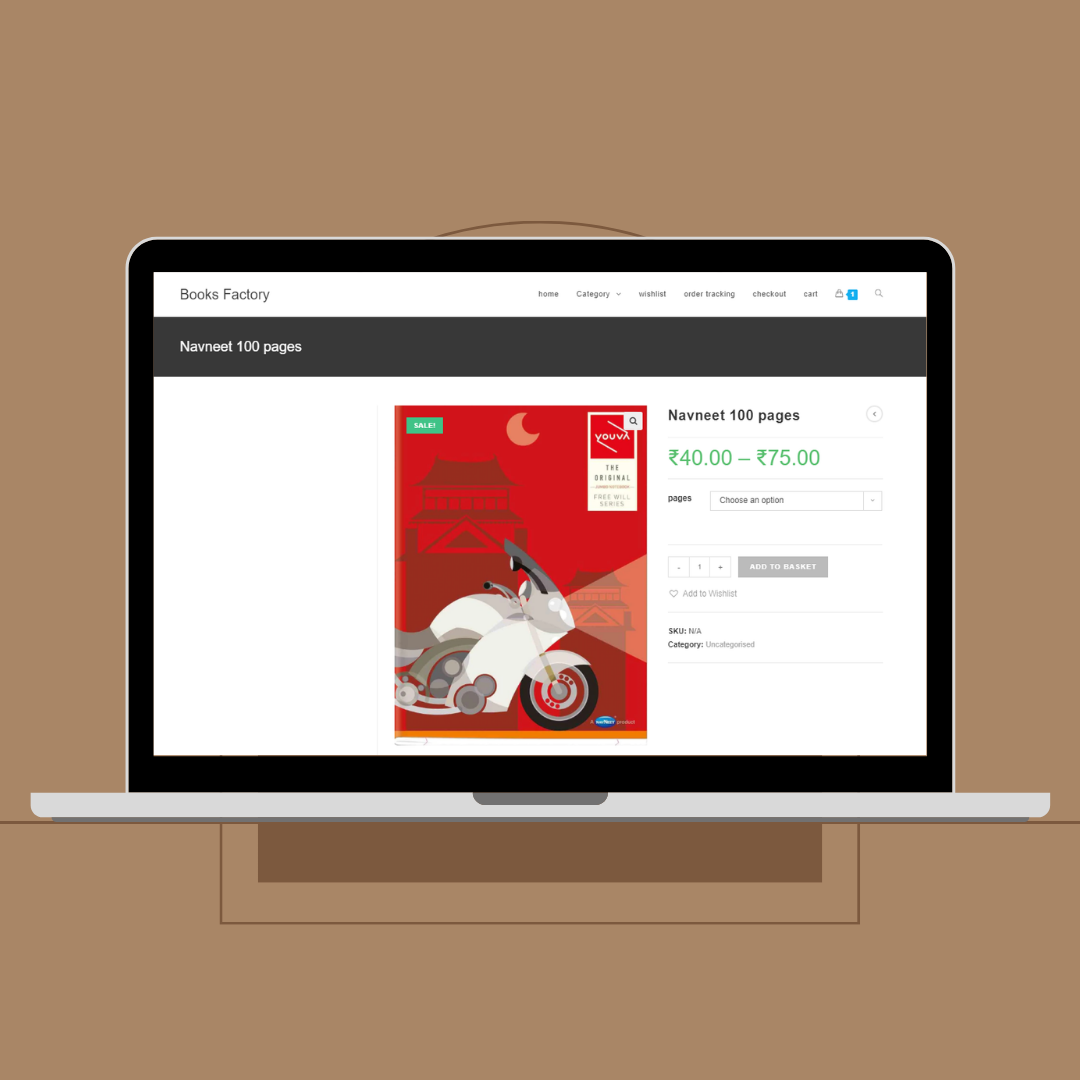 Books Factory
home Category wishlist order tracking checkout cart 1
Navneet 100 pages
SALE!
youva
THE
ORIGINAL
FREE WILL
SERIES
navneet product
Navneet 100 pages
₹40.00 – ₹75.00
pages Choose an option
- 1 + ADD TO BASKET
Add to Wishlist
SKU: N/A
Category: Uncategorised